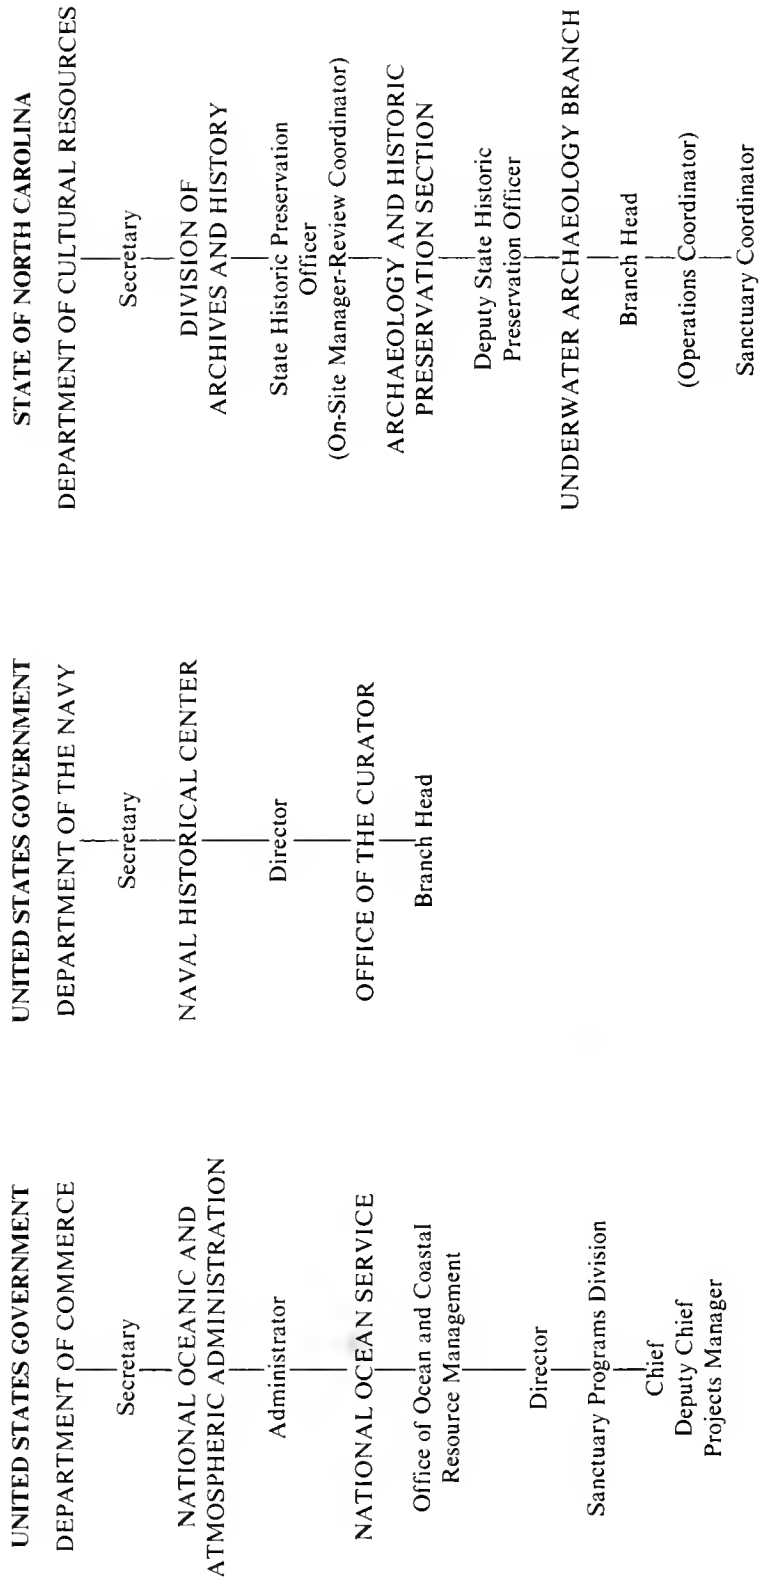 UNITED STATES GOVERNMENT
DEPARTMENT OF COMMERCE
Secretary
NATIONAL OCEANIC AND
ATMOSPHERIC ADMINISTRATION
Administrator
NATIONAL OCEAN SERVICE
Office of Ocean and Coastal
Resource Management
Director
Sanctuary Programs Division
Chief
Deputy Chief
Projects Manager
UNITED STATES GOVERNMENT
DEPARTMENT OF THE NAVY
Secretary
NAVAL HISTORICAL CENTER
Director
OFFICE OF THE CURATOR
Branch Head
STATE OF NORTH CAROLINA
DEPARTMENT OF CULTURAL RESOURCES
Secretary
DIVISION OF
ARCHIVES AND HISTORY
State Historic Preservation
Officer
(On-Site Manager-Review Coordinator)
ARCHAEOLOGY AND HISTORIC
PRESERVATION SECTION
Deputy State Historic
Preservation Officer
UNDERWATER ARCHAEOLOGY BRANCH
Branch Head
(Operations Coordinator)
Sanctuary Coordinator